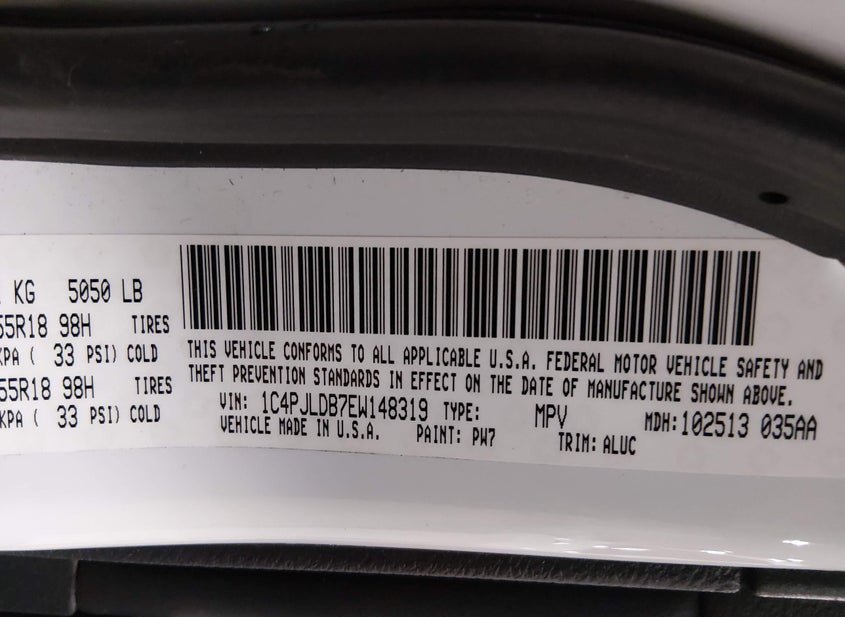 KG 5050 LB
55R18 98H TIRES
KPA ( 33 PSI) COLD
55R18 98H TIRES
KPA ( 33 PSI) COLD
THIS VEHICLE CONFORMS TO ALL APPLICABLE U.S.A. FEDERAL MOTOR VEHICLE SAFETY AND
THEFT PREVENTION STANDARDS IN EFFECT ON THE DATE OF MANUFACTURE SHOWN ABOVE.
VIN: 1C4PJLDB7EW148319 TYPE: MPV MDH:102513 035AA
VEHICLE MADE IN U.S.A. PAINT: PW7 TRIM: ALUC